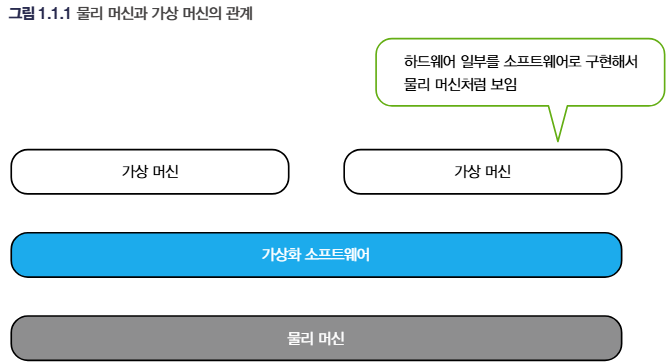 그림 1.1.1 물리 머신과 가상 머신의 관계
하드웨어 일부를 소프트웨어로 구현해서
물리 머신처럼 보임
가상 머신
가상 머신
가상화 소프트웨어
물리 머신